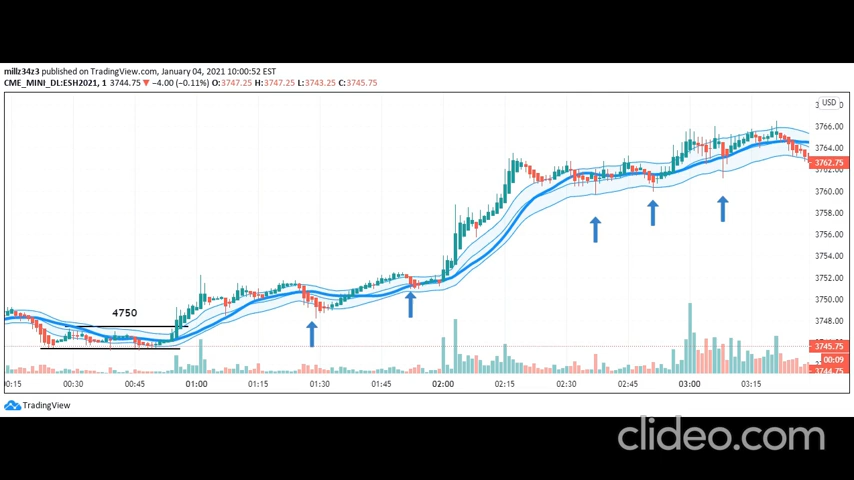 millz34z3 published on TradingView.com, January 04, 2021 10:00:52 EST
CME_MINI_DL:ESH2021, 1 3744.75 ▼ −4.00 (−0.11%) O:3747.25 H:3747.25 L:3743.25 C:3745.75
USD
3766.00
3764.00
3762.75
3760.00
3758.00
3756.00
3754.00
3752.00
3750.00
3748.00
3745.75
00:09
3744.75
4750
00:15 00:30 00:45 01:00 01:15 01:30 01:45 02:00 02:15 02:30 02:45 03:00 03:15
TradingView
clideo.com